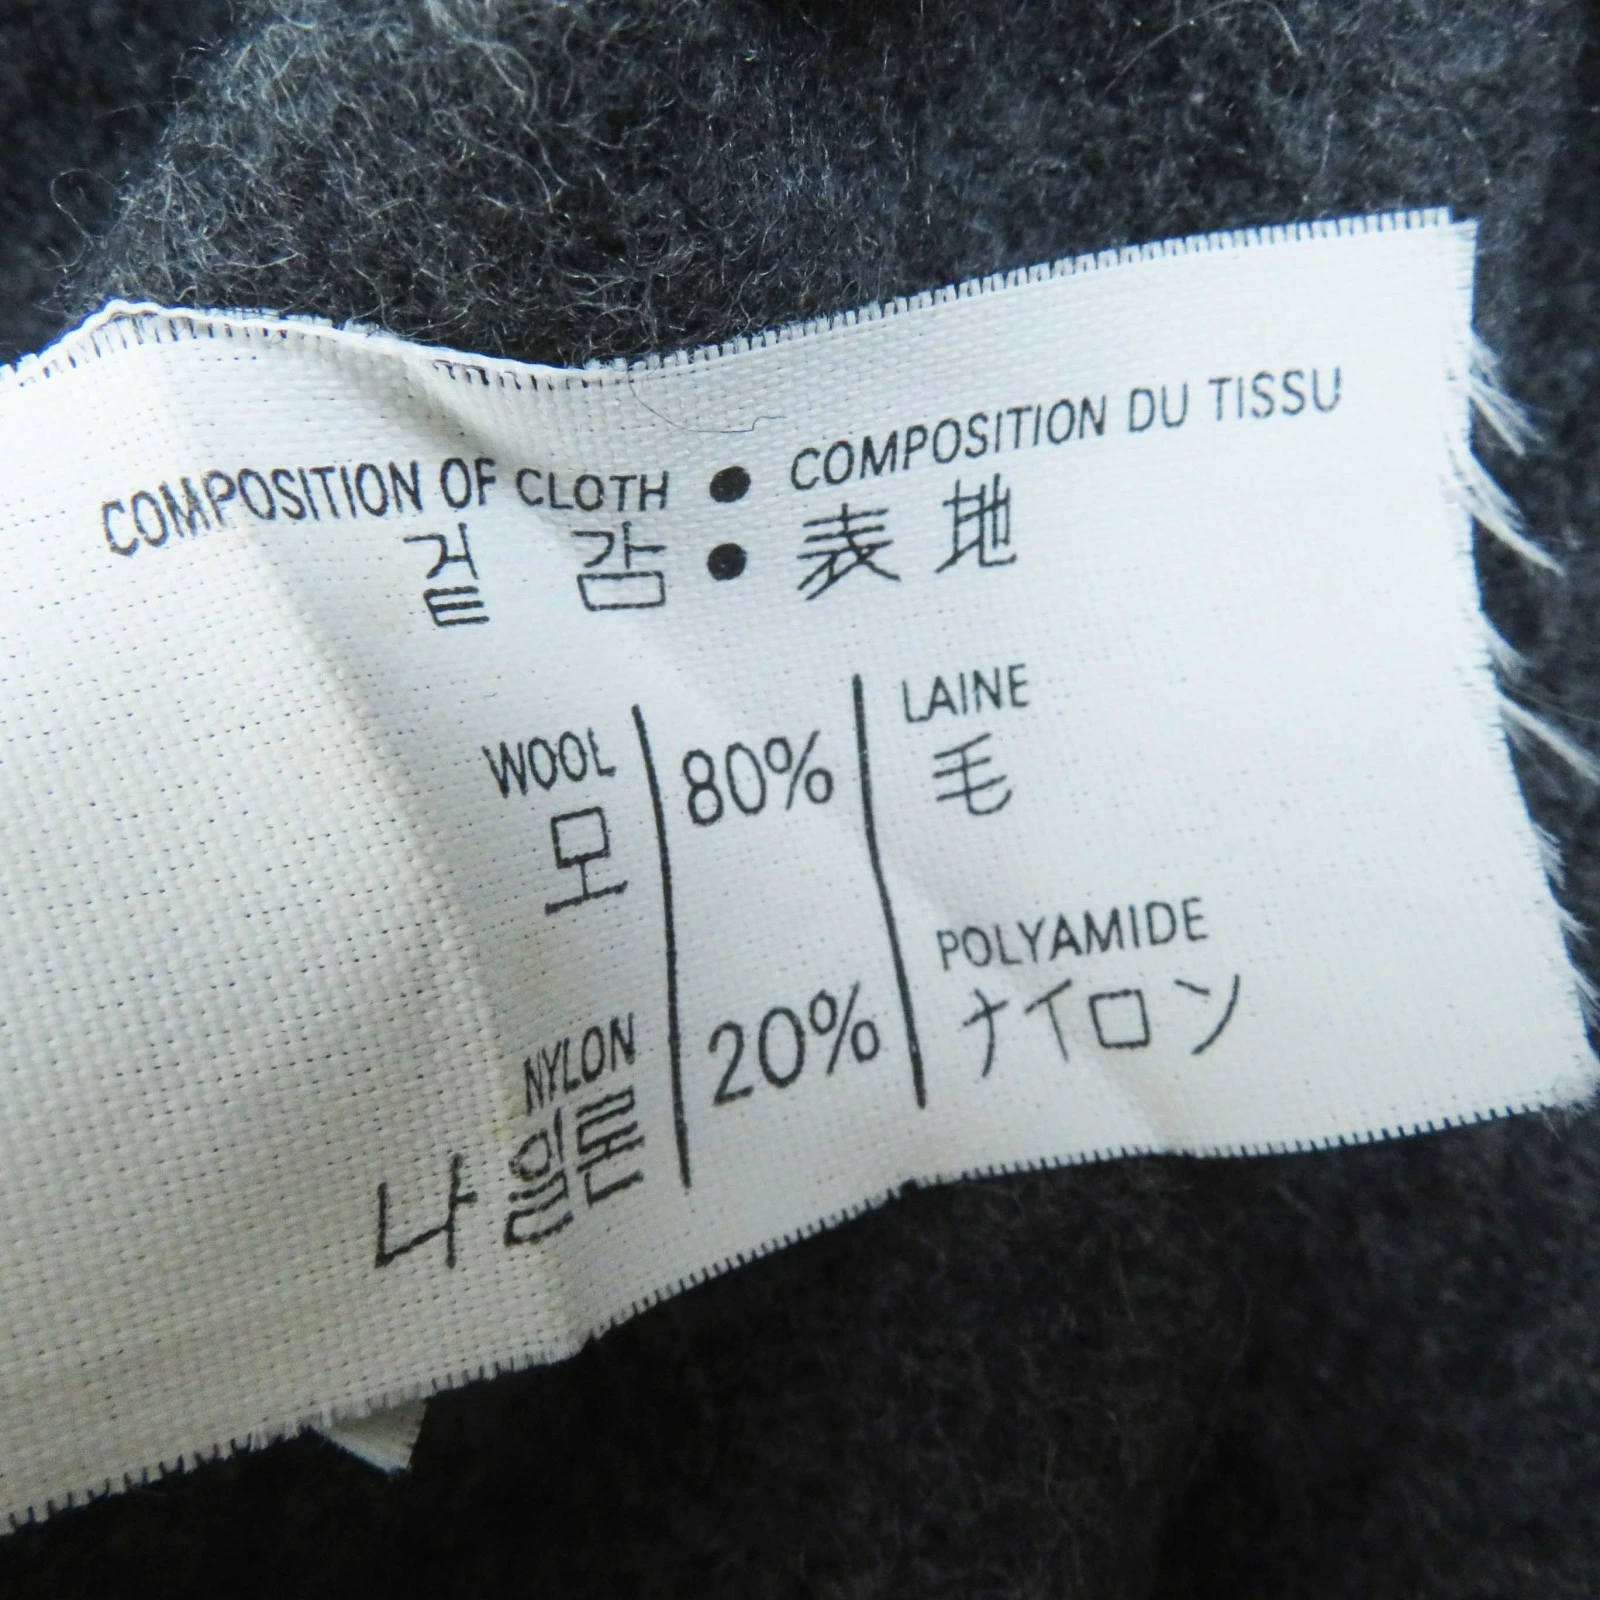 COMPOSITION OF CLOTH ● COMPOSITION DU TISSU
겉 감 ● 表 地
WOOL 80% LAINE
모 毛
NYLON 20% POLYAMIDE
나일론 ナイロン